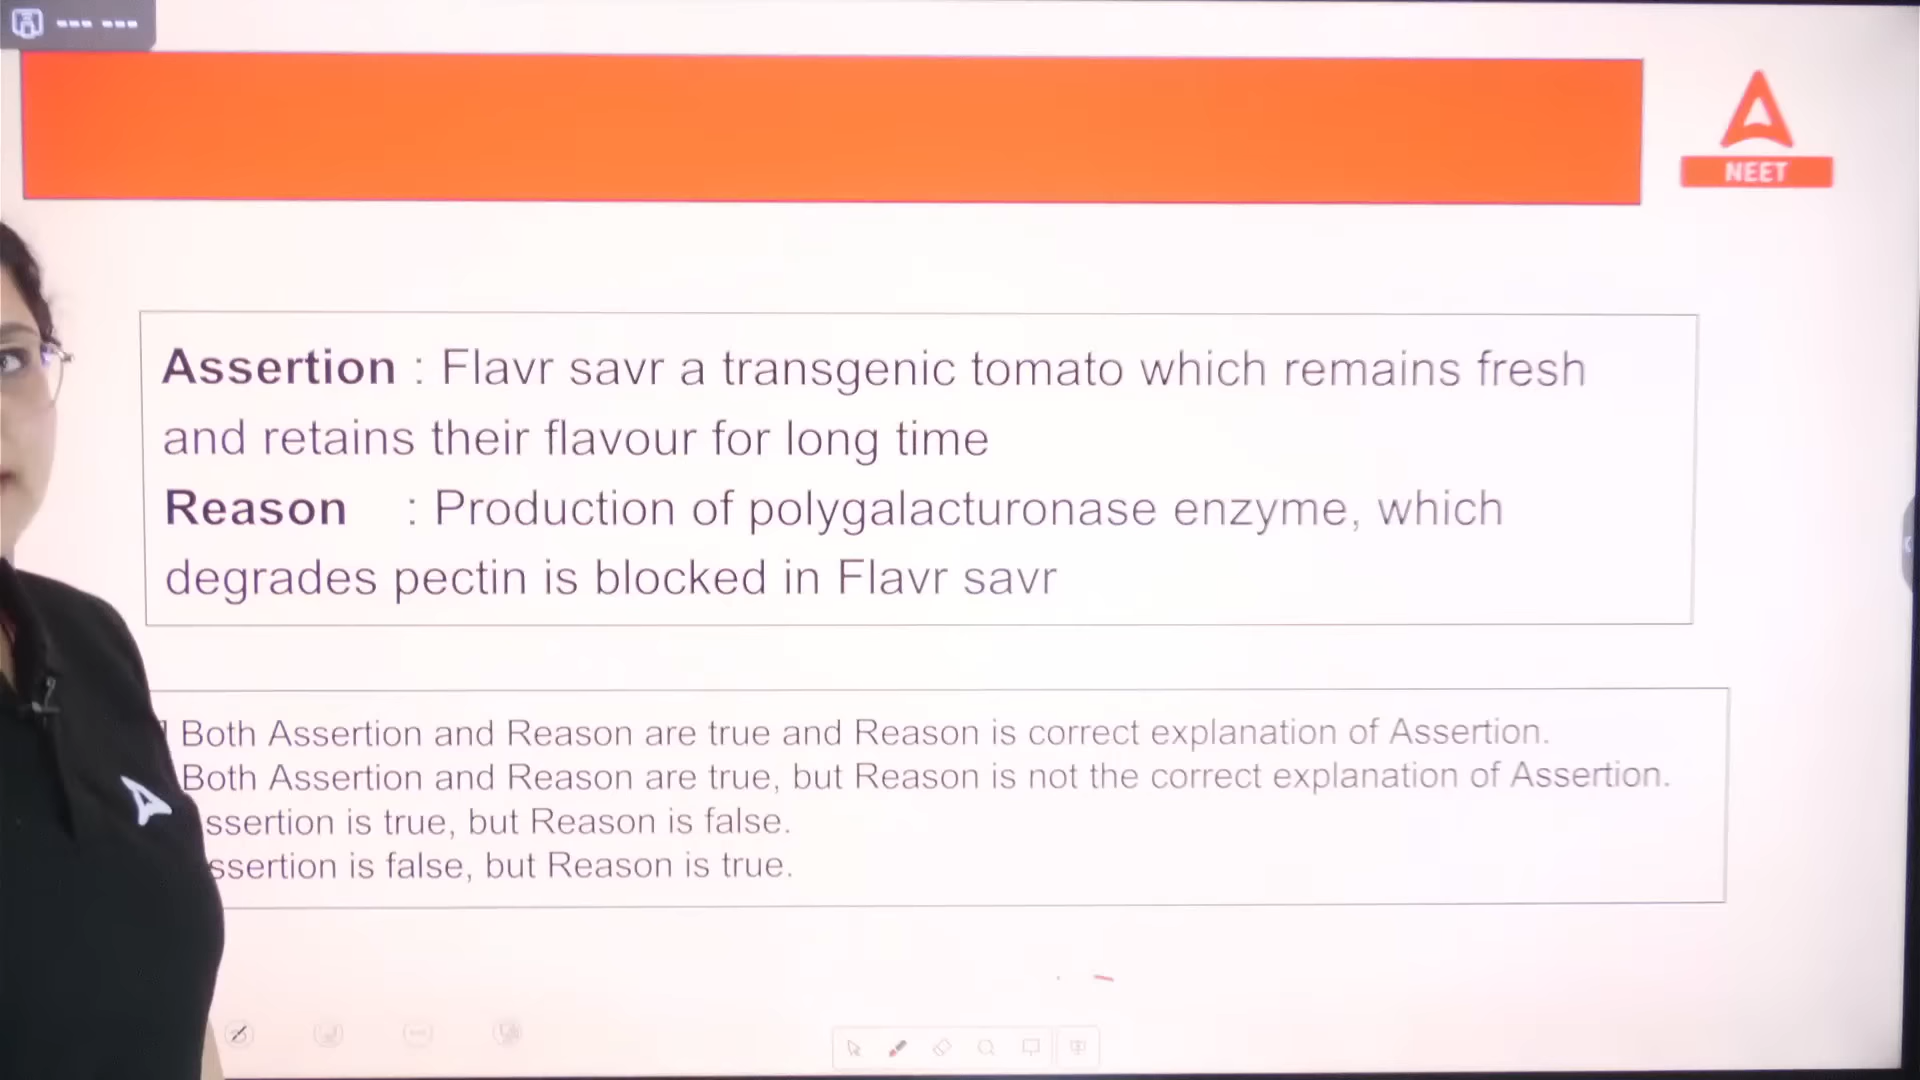 NEET
Assertion : Flavr savr a transgenic tomato which remains fresh
and retains their flavour for long time
Reason : Production of polygalacturonase enzyme, which
degrades pectin is blocked in Flavr savr
Both Assertion and Reason are true and Reason is correct explanation of Assertion.
Both Assertion and Reason are true, but Reason is not the correct explanation of Assertion.
ssertion is true, but Reason is false.
ssertion is false, but Reason is true.